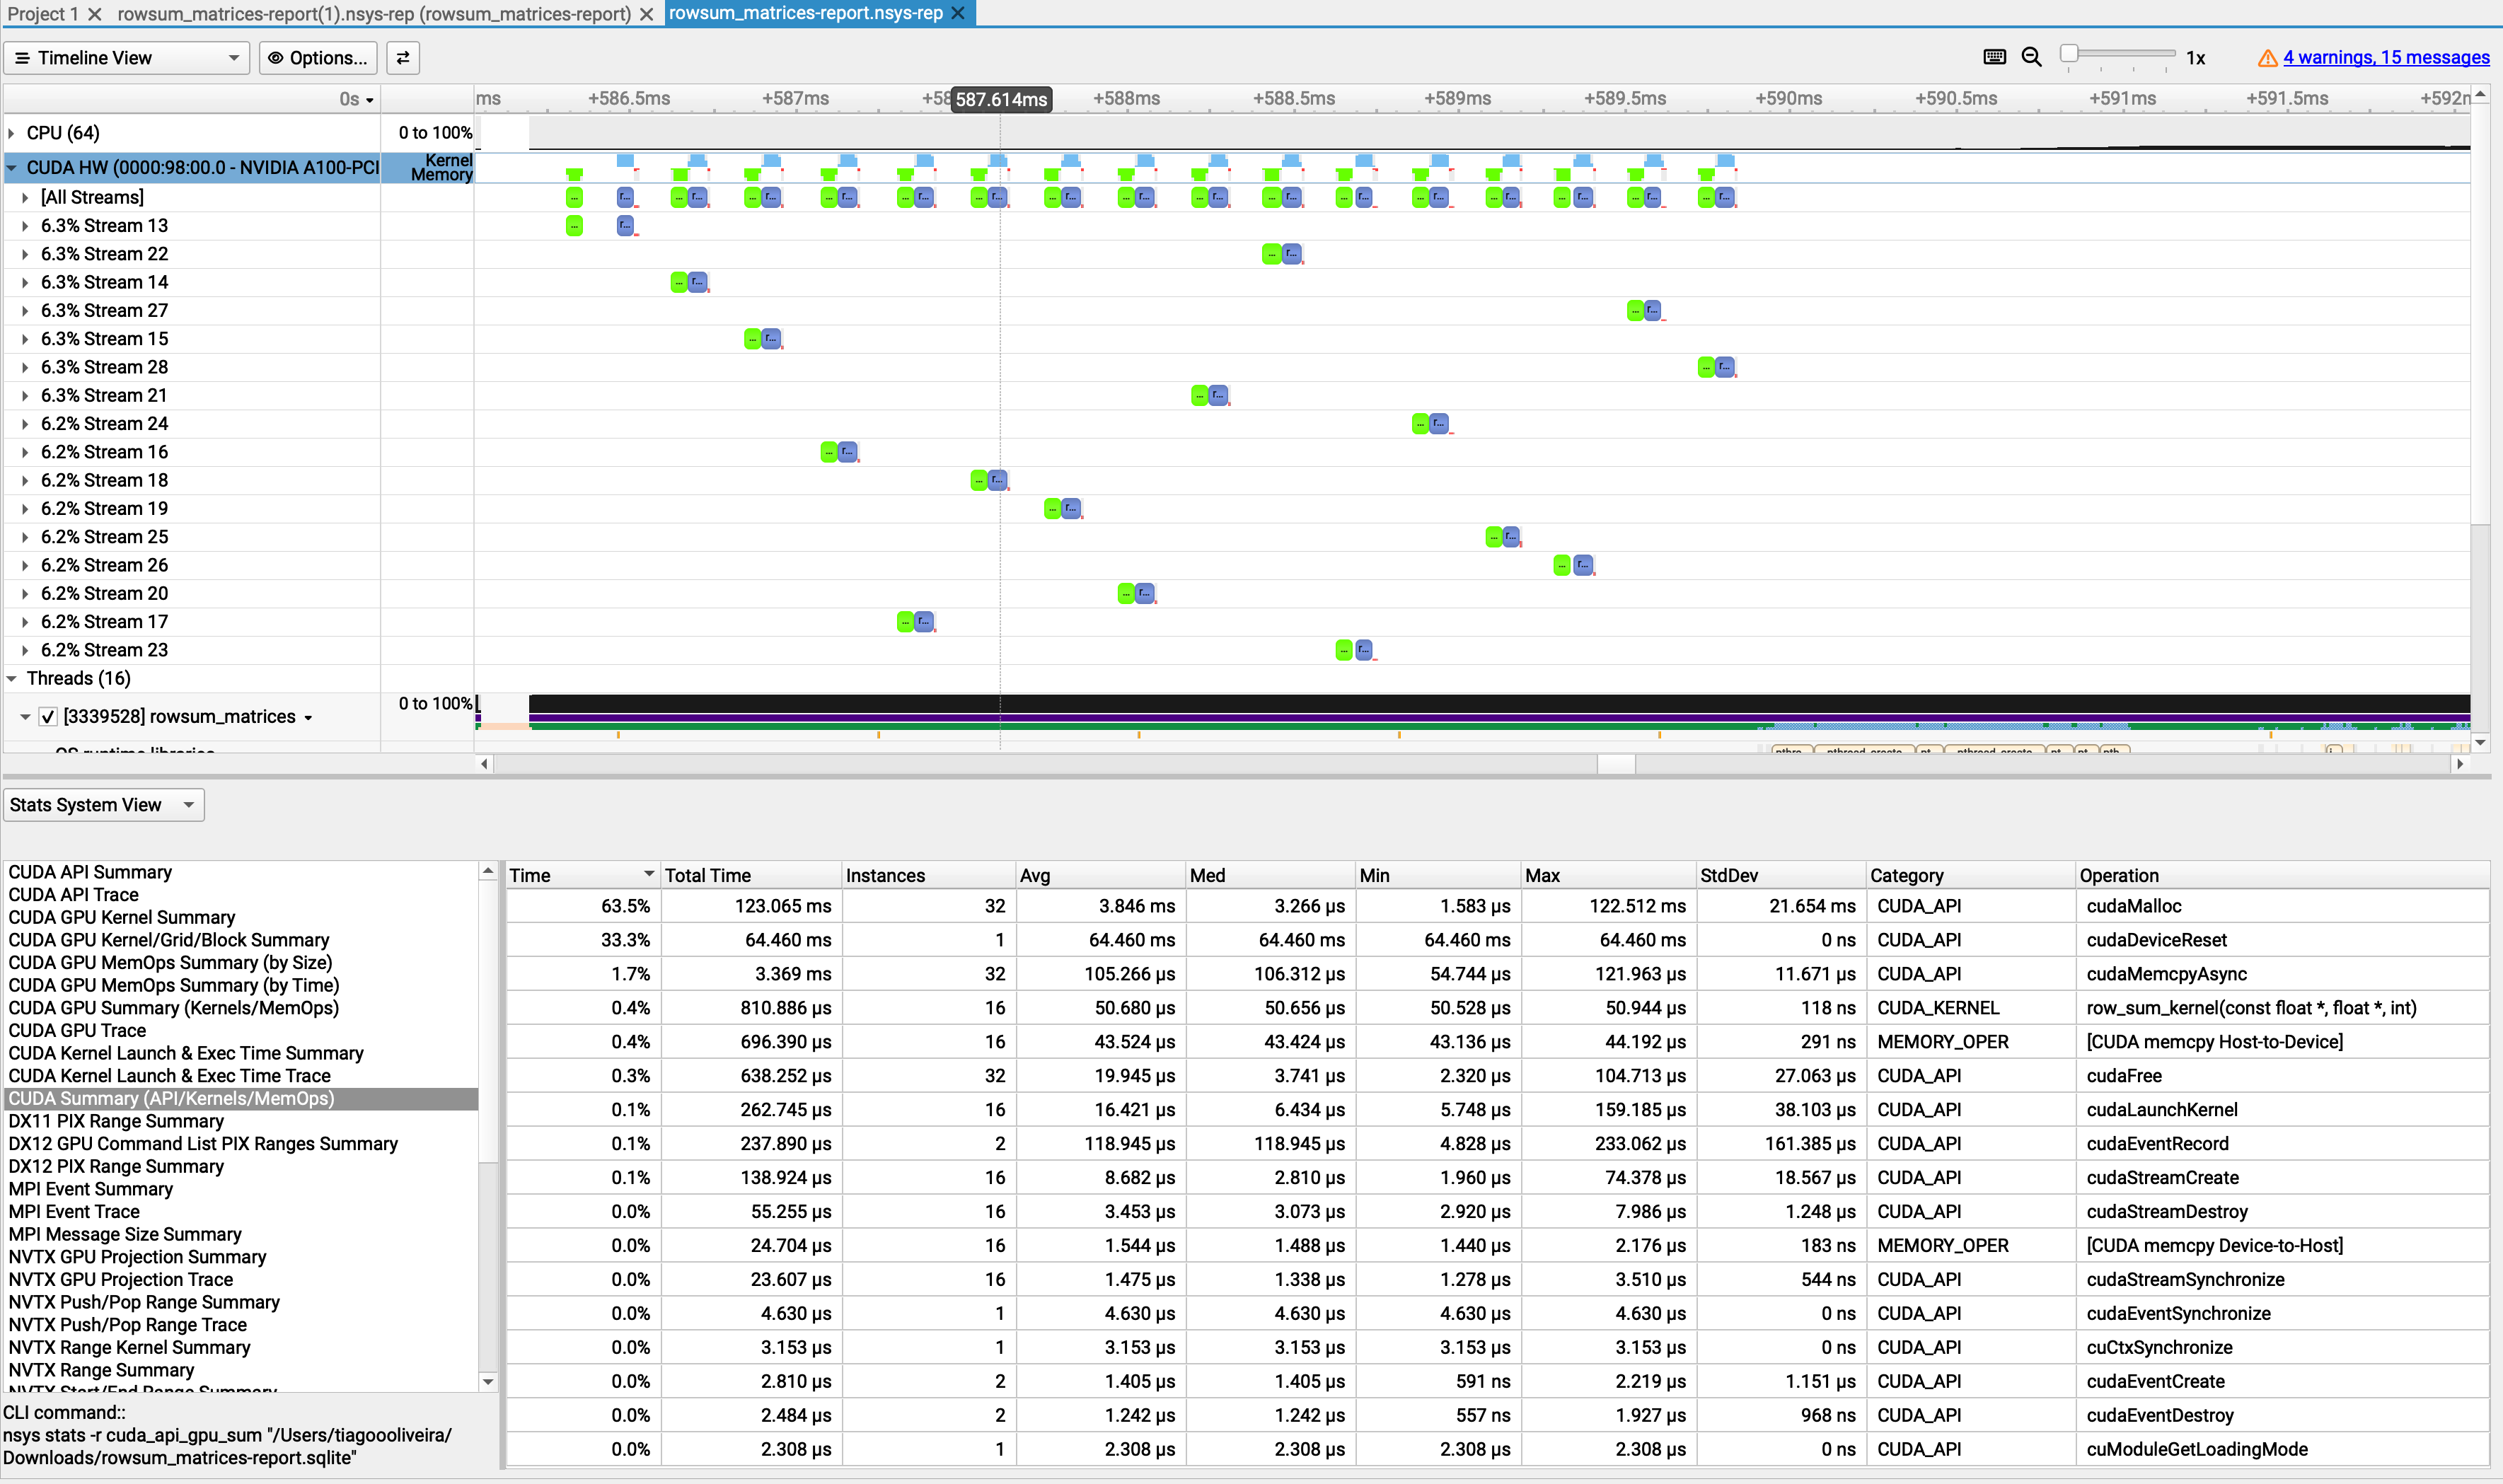 Project 1
rowsum_matrices-report(1).nsys-rep (rowsum_matrices-report)
rowsum_matrices-report.nsys-rep
Timeline View
Options...
1x
4 warnings, 15 messages
0s
ms +586.5ms +587ms +58 587.614ms +588ms +588.5ms +589ms +589.5ms +590ms +590.5ms +591ms +591.5ms +592m
CPU (64) 0 to 100%
CUDA HW (0000:98:00.0 - NVIDIA A100-PCI Kernel
Memory
[All Streams] ... r... ... r... ... r... ... r... ... r... ... r... ... r... ... r... ... r... ... r... ... r... ... r... ... r... ... r... ... r... ... r...
6.3% Stream 13 ... r...
6.3% Stream 22 ... r...
6.3% Stream 14 ... r...
6.3% Stream 27 ... r...
6.3% Stream 15 ... r...
6.3% Stream 28 ... r...
6.3% Stream 21 ... r...
6.2% Stream 24 ... r...
6.2% Stream 16 ... r...
6.2% Stream 18 ... r...
6.2% Stream 19 ... r...
6.2% Stream 25 ... r...
6.2% Stream 26 ... r...
6.2% Stream 20 ... r...
6.2% Stream 17 ... r...
6.2% Stream 23 ... r...
Threads (16)
0 to 100%
[3339528] rowsum_matrices
OS runtime libraries pthre... pthread_create pt... pthread_create pt... pt... pth...
Stats System View
CUDA API Summary
CUDA API Trace
CUDA GPU Kernel Summary
CUDA GPU Kernel/Grid/Block Summary
CUDA GPU MemOps Summary (by Size)
CUDA GPU MemOps Summary (by Time)
CUDA GPU Summary (Kernels/MemOps)
CUDA GPU Trace
CUDA Kernel Launch & Exec Time Summary
CUDA Kernel Launch & Exec Time Trace
CUDA Summary (API/Kernels/MemOps)
DX11 PIX Range Summary
DX12 GPU Command List PIX Ranges Summary
DX12 PIX Range Summary
MPI Event Summary
MPI Event Trace
MPI Message Size Summary
NVTX GPU Projection Summary
NVTX GPU Projection Trace
NVTX Push/Pop Range Summary
NVTX Push/Pop Range Trace
NVTX Range Kernel Summary
NVTX Range Summary
NVTX Start/End Range Summary
CLI command::
nsys stats -r cuda_api_gpu_sum "/Users/tiagoooliveira/
Downloads/rowsum_matrices-report.sqlite"
Time Total Time Instances Avg Med Min Max StdDev Category Operation
63.5% 123.065 ms 32 3.846 ms 3.266 μs 1.583 μs 122.512 ms 21.654 ms CUDA_API cudaMalloc
33.3% 64.460 ms 1 64.460 ms 64.460 ms 64.460 ms 64.460 ms 0 ns CUDA_API cudaDeviceReset
1.7% 3.369 ms 32 105.266 μs 106.312 μs 54.744 μs 121.963 μs 11.671 μs CUDA_API cudaMemcpyAsync
0.4% 810.886 μs 16 50.680 μs 50.656 μs 50.528 μs 50.944 μs 118 ns CUDA_KERNEL row_sum_kernel(const float *, float *, int)
0.4% 696.390 μs 16 43.524 μs 43.424 μs 43.136 μs 44.192 μs 291 ns MEMORY_OPER [CUDA memcpy Host-to-Device]
0.3% 638.252 μs 32 19.945 μs 3.741 μs 2.320 μs 104.713 μs 27.063 μs CUDA_API cudaFree
0.1% 262.745 μs 16 16.421 μs 6.434 μs 5.748 μs 159.185 μs 38.103 μs CUDA_API cudaLaunchKernel
0.1% 237.890 μs 2 118.945 μs 118.945 μs 4.828 μs 233.062 μs 161.385 μs CUDA_API cudaEventRecord
0.1% 138.924 μs 16 8.682 μs 2.810 μs 1.960 μs 74.378 μs 18.567 μs CUDA_API cudaStreamCreate
0.0% 55.255 μs 16 3.453 μs 3.073 μs 2.920 μs 7.986 μs 1.248 μs CUDA_API cudaStreamDestroy
0.0% 24.704 μs 16 1.544 μs 1.488 μs 1.440 μs 2.176 μs 183 ns MEMORY_OPER [CUDA memcpy Device-to-Host]
0.0% 23.607 μs 16 1.475 μs 1.338 μs 1.278 μs 3.510 μs 544 ns CUDA_API cudaStreamSynchronize
0.0% 4.630 μs 1 4.630 μs 4.630 μs 4.630 μs 4.630 μs 0 ns CUDA_API cudaEventSynchronize
0.0% 3.153 μs 1 3.153 μs 3.153 μs 3.153 μs 3.153 μs 0 ns CUDA_API cuCtxSynchronize
0.0% 2.810 μs 2 1.405 μs 1.405 μs 591 ns 2.219 μs 1.151 μs CUDA_API cudaEventCreate
0.0% 2.484 μs 2 1.242 μs 1.242 μs 557 ns 1.927 μs 968 ns CUDA_API cudaEventDestroy
0.0% 2.308 μs 1 2.308 μs 2.308 μs 2.308 μs 2.308 μs 0 ns CUDA_API cuModuleGetLoadingMode